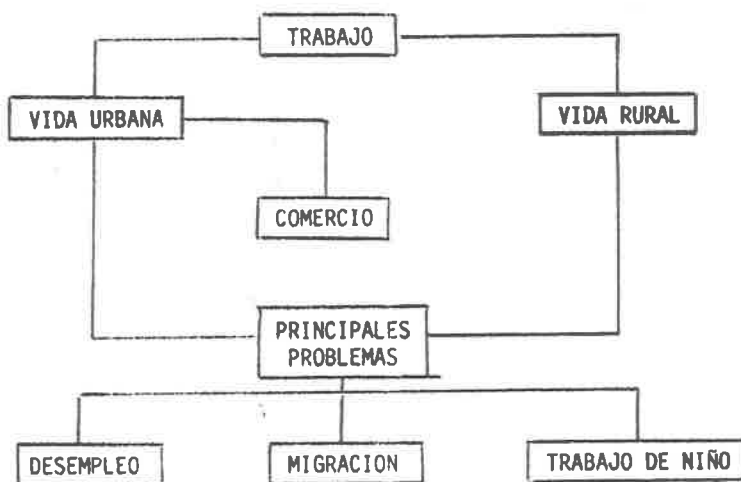 TRABAJO
VIDA URBANA
VIDA RURAL
COMERCIO
PRINCIPALES
PROBLEMAS
DESEMPLEO
MIGRACION
TRABAJO DE NIÑO